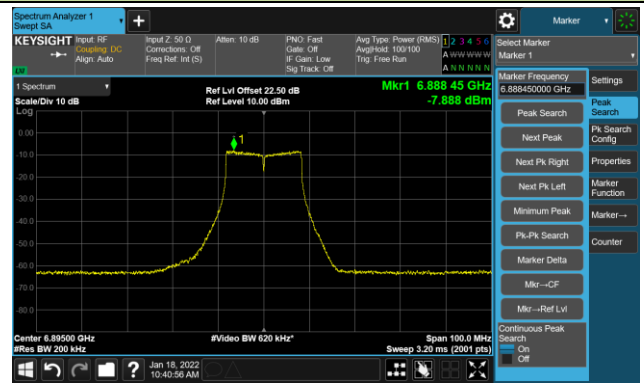 Spectrum Analyzer 1
Swept SA
Marker
KEYSIGHT
Input: RF
Coupling: DC
Align: Auto
Input Z: 50 Ω
Corrections: Off
Freq Ref: Int (S)
Atten: 10 dB
PNO: Fast
Gate: Off
IF Gain: Low
Sig Track: Off
Avg Type: Power (RMS)
Avg|Hold: 100/100
Trig: Free Run
1 2 3 4 5 6
A W W W W W
A N N N N N
LW
Select Marker
Marker 1
1 Spectrum
Scale/Div 10 dB
Ref Lvl Offset 22.50 dB
Ref Level 10.00 dBm
Mkr1 6.888 45 GHz
-7.888 dBm
Log
0.00
-10.0
-20.0
-30.0
-40.0
-50.0
-60.0
-70.0
-80.0
1
Center 6.89500 GHz
#Res BW 200 kHz
#Video BW 620 kHz*
Span 100.0 MHz
Sweep 3.20 ms (2001 pts)
Marker Frequency
6.888450000 GHz
Peak Search
Next Peak
Next Pk Right
Next Pk Left
Minimum Peak
Pk-Pk Search
Marker Delta
Mkr→CF
Mkr→Ref Lvl
Continuous Peak
Search
On
Off
Settings
Peak
Search
Pk Search
Config
Properties
Marker
Function
Marker→
Counter
?
Jan 18, 2022
10:40:56 AM